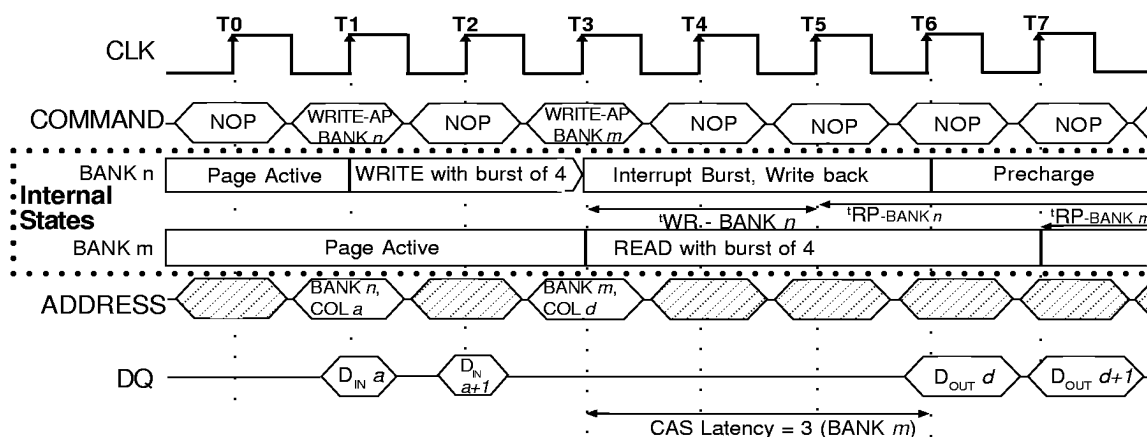 T0 T1 T2 T3 T4 T5 T6 T7
CLK
COMMAND NOP WRITE-AP BANK n NOP WRITE-AP BANK m NOP NOP NOP NOP
BANK n Page Active WRITE with burst of 4 Interrupt Burst, Write back Precharge
Internal States
tWR - BANK n tRP-BANK n tRP-BANK m
BANK m Page Active READ with burst of 4
ADDRESS BANK n, COL a BANK m, COL d
DQ DIN a DIN a+1 DOUT d DOUT d+1
CAS Latency = 3 (BANK m)